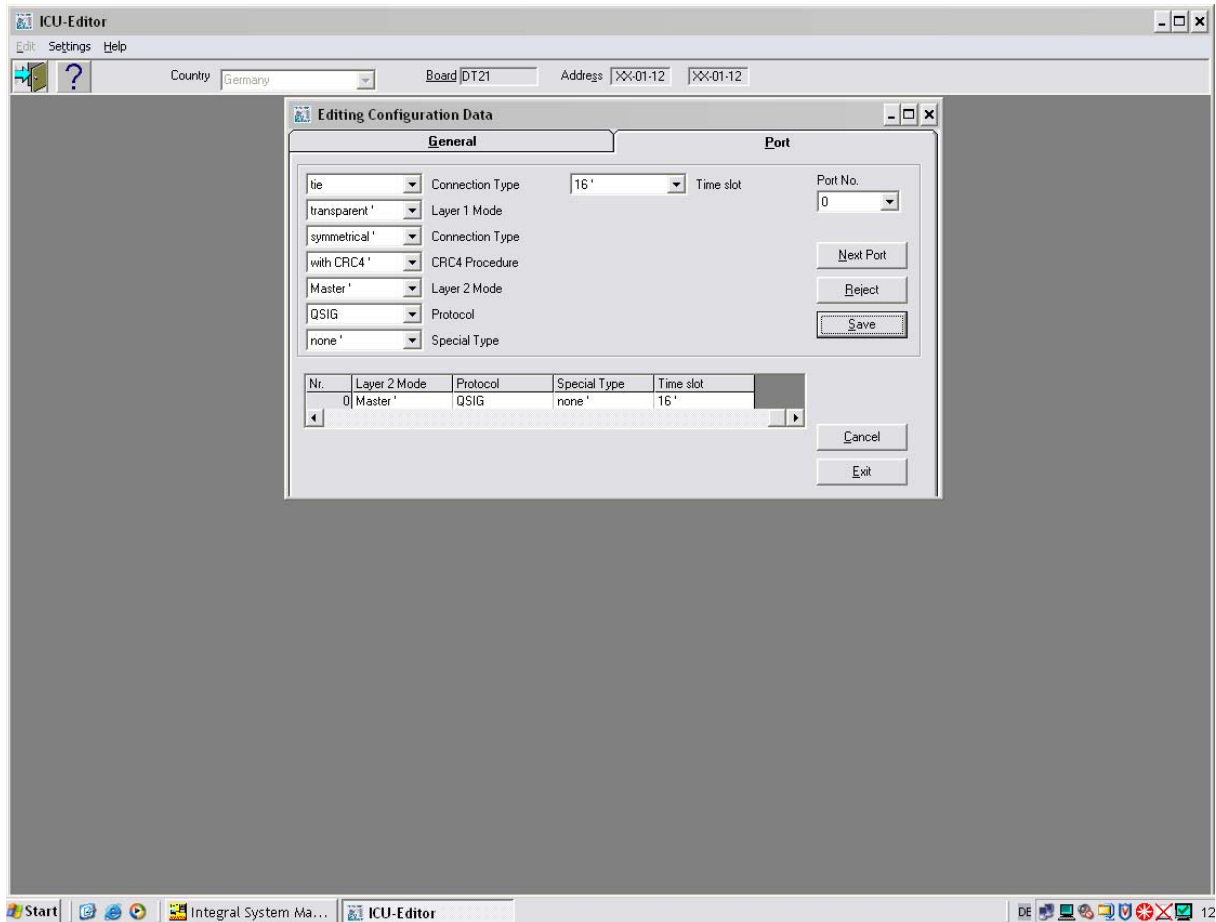 ICU-Editor
Edit Settings Help
Country Germany Board DT21 Address XX-01-12 XX-01-12
Editing Configuration Data
General Port
tie Connection Type 16 ' Time slot Port No.
0
transparent ' Layer 1 Mode
symmetrical ' Connection Type
with CRC4 ' CRC4 Procedure Next Port
Master ' Layer 2 Mode Reject
QSIG Protocol Save
none ' Special Type
Nr. Layer 2 Mode Protocol Special Type Time slot
0 Master ' QSIG none ' 16 '
Cancel
Exit
Start Integral System Ma... ICU-Editor DE 12